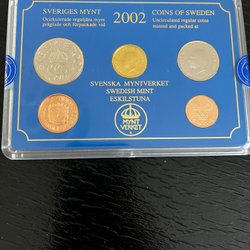 SVERIGES MYNT 2002 COINS OF SWEDEN
Ocirkulerade reguljära mynt Uncirculated regular coins
präglade och förpackade vid minted and packed at
SVENSKA MYNTVERKET
SWEDISH MINT
ESKILSTUNA
MYNT
VERKET